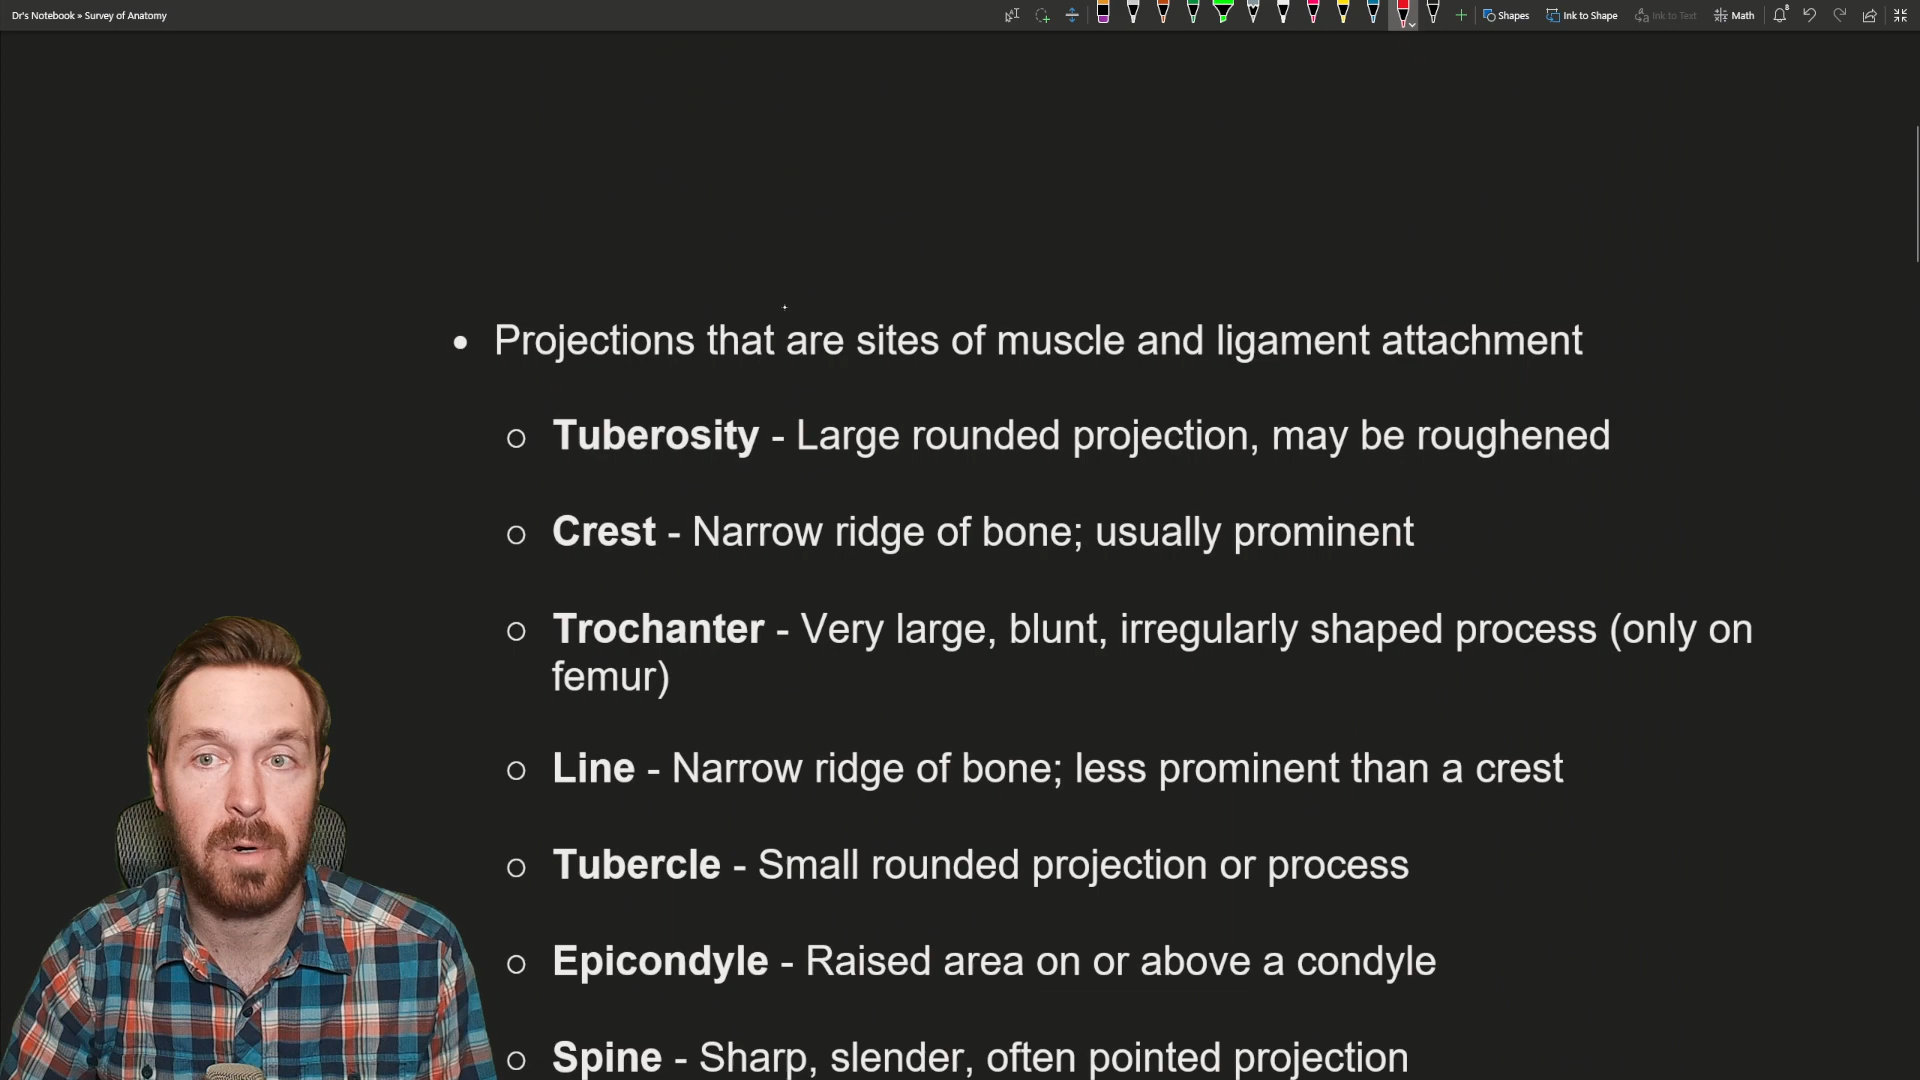 Dr's Notebook » Survey of Anatomy
Shapes
Ink to Shape
Ink to Text
Math
• Projections that are sites of muscle and ligament attachment
○ Tuberosity - Large rounded projection, may be roughened
○ Crest - Narrow ridge of bone; usually prominent
○ Trochanter - Very large, blunt, irregularly shaped process (only on
femur)
○ Line - Narrow ridge of bone; less prominent than a crest
○ Tubercle - Small rounded projection or process
○ Epicondyle - Raised area on or above a condyle
○ Spine - Sharp, slender, often pointed projection